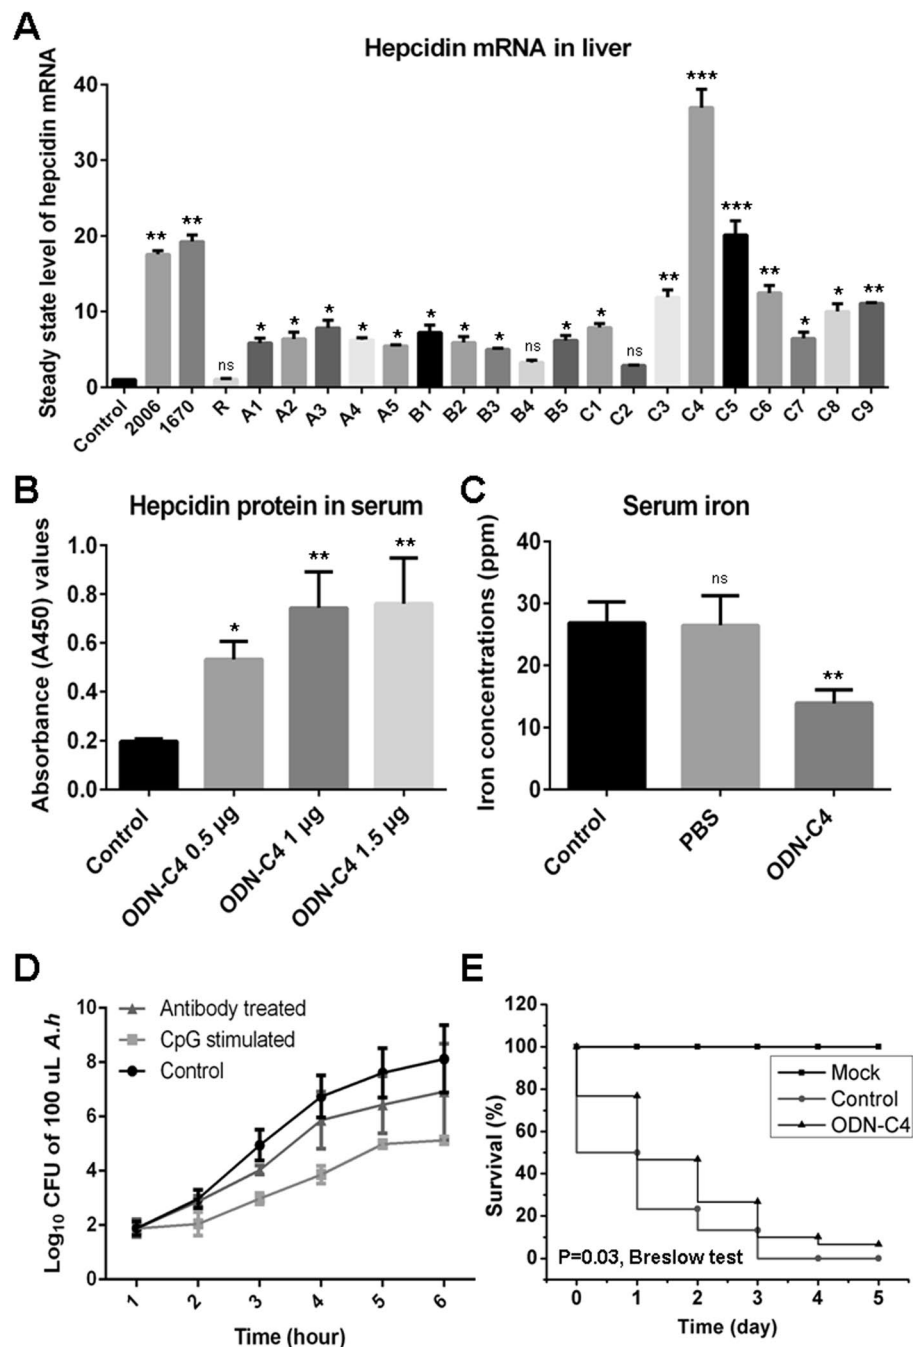 A
Hepcidin mRNA in liver
Steady state level of hepcidin mRNA
40
30
20
10
0
** ** ns * * * * * * * * ns * * ns ** *** *** ** * * **
Control 2006 1670 R A1 A2 A3 A4 A5 B1 B2 B3 B4 B5 C1 C2 C3 C4 C5 C6 C7 C8 C9
B
Hepcidin protein in serum
Absorbance (A450) values
1.0
0.8
0.6
0.4
0.2
0.0
* ** **
Control ODN-C4 0.5 µg ODN-C4 1 µg ODN-C4 1.5 µg
C
Serum iron
Iron concentrations (ppm)
40
30
20
10
0
ns **
Control PBS ODN-C4
D
Log10 CFU of 100 uL A.h
10
8
6
4
2
0
Antibody treated
CpG stimulated
Control
1 2 3 4 5 6
Time (hour)
E
Survival (%)
120
100
80
60
40
20
0
Mock
Control
ODN-C4
P=0.03, Breslow test
0 1 2 3 4 5
Time (day)